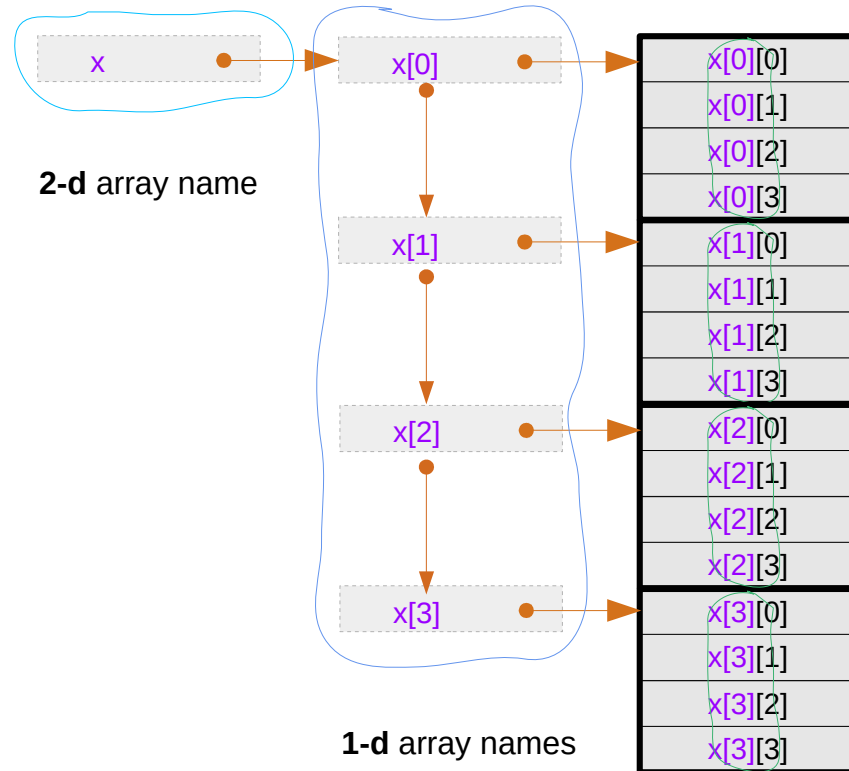 x
2-d array name
x[0]
x[1]
x[2]
x[3]
1-d array names
x[0][0]
x[0][1]
x[0][2]
x[0][3]
x[1][0]
x[1][1]
x[1][2]
x[1][3]
x[2][0]
x[2][1]
x[2][2]
x[2][3]
x[3][0]
x[3][1]
x[3][2]
x[3][3]